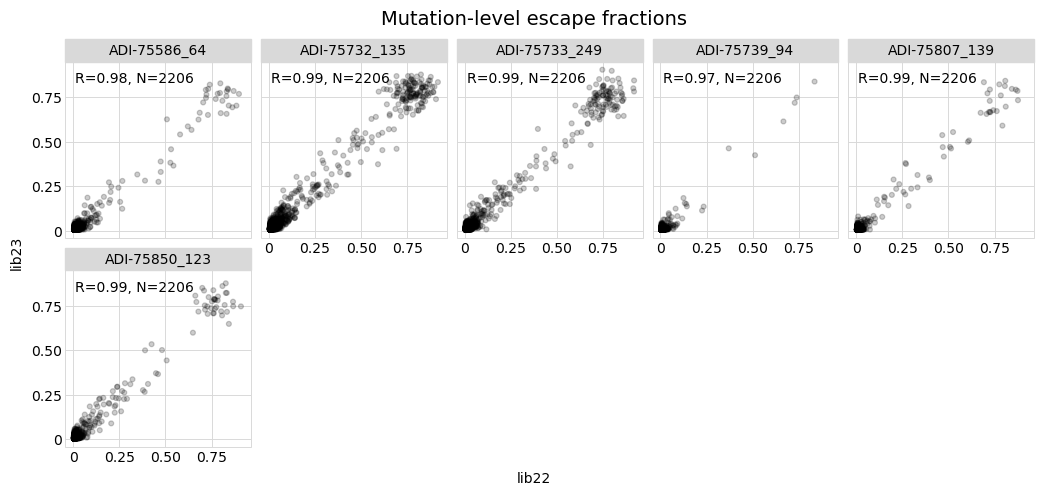 Mutation-level escape fractions
ADI-75586_64
ADI-75732_135
ADI-75733_249
ADI-75739_94
ADI-75807_139
R=0.98, N=2206
R=0.99, N=2206
R=0.99, N=2206
R=0.97, N=2206
R=0.99, N=2206
0.75
0.50
0.25
0
0.25 0.50 0.75
0.25 0.50 0.75
0.25 0.50 0.75
0 0.25 0.50 0.75
lib23
ADI-75850_123
R=0.99, N=2206
0.75
0.50
0.25
0
0 0.25 0.50 0.75
lib22